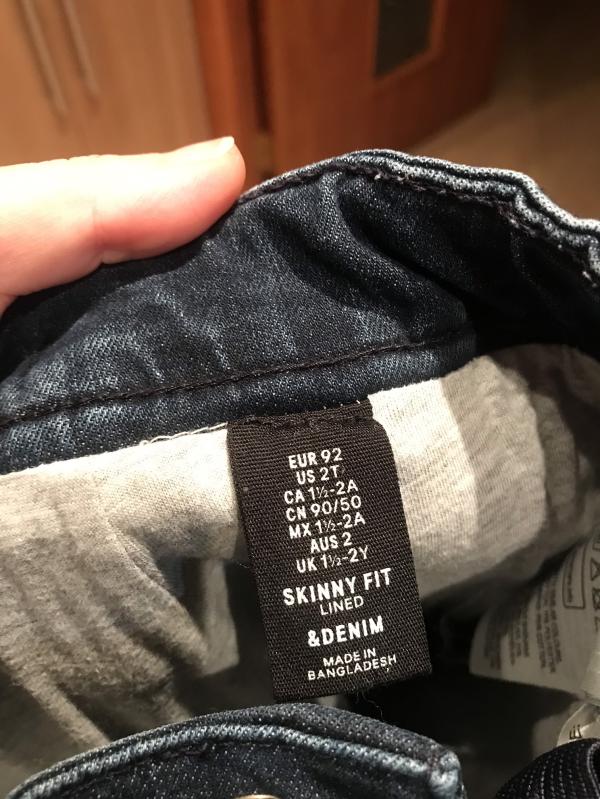 EUR 92
US 2T
CA 1½-2A
CN 90/50
MX 1½-2A
AUS 2
UK 1½-2Y
SKINNY FIT
LINED
&DENIM
MADE IN
BANGLADESH